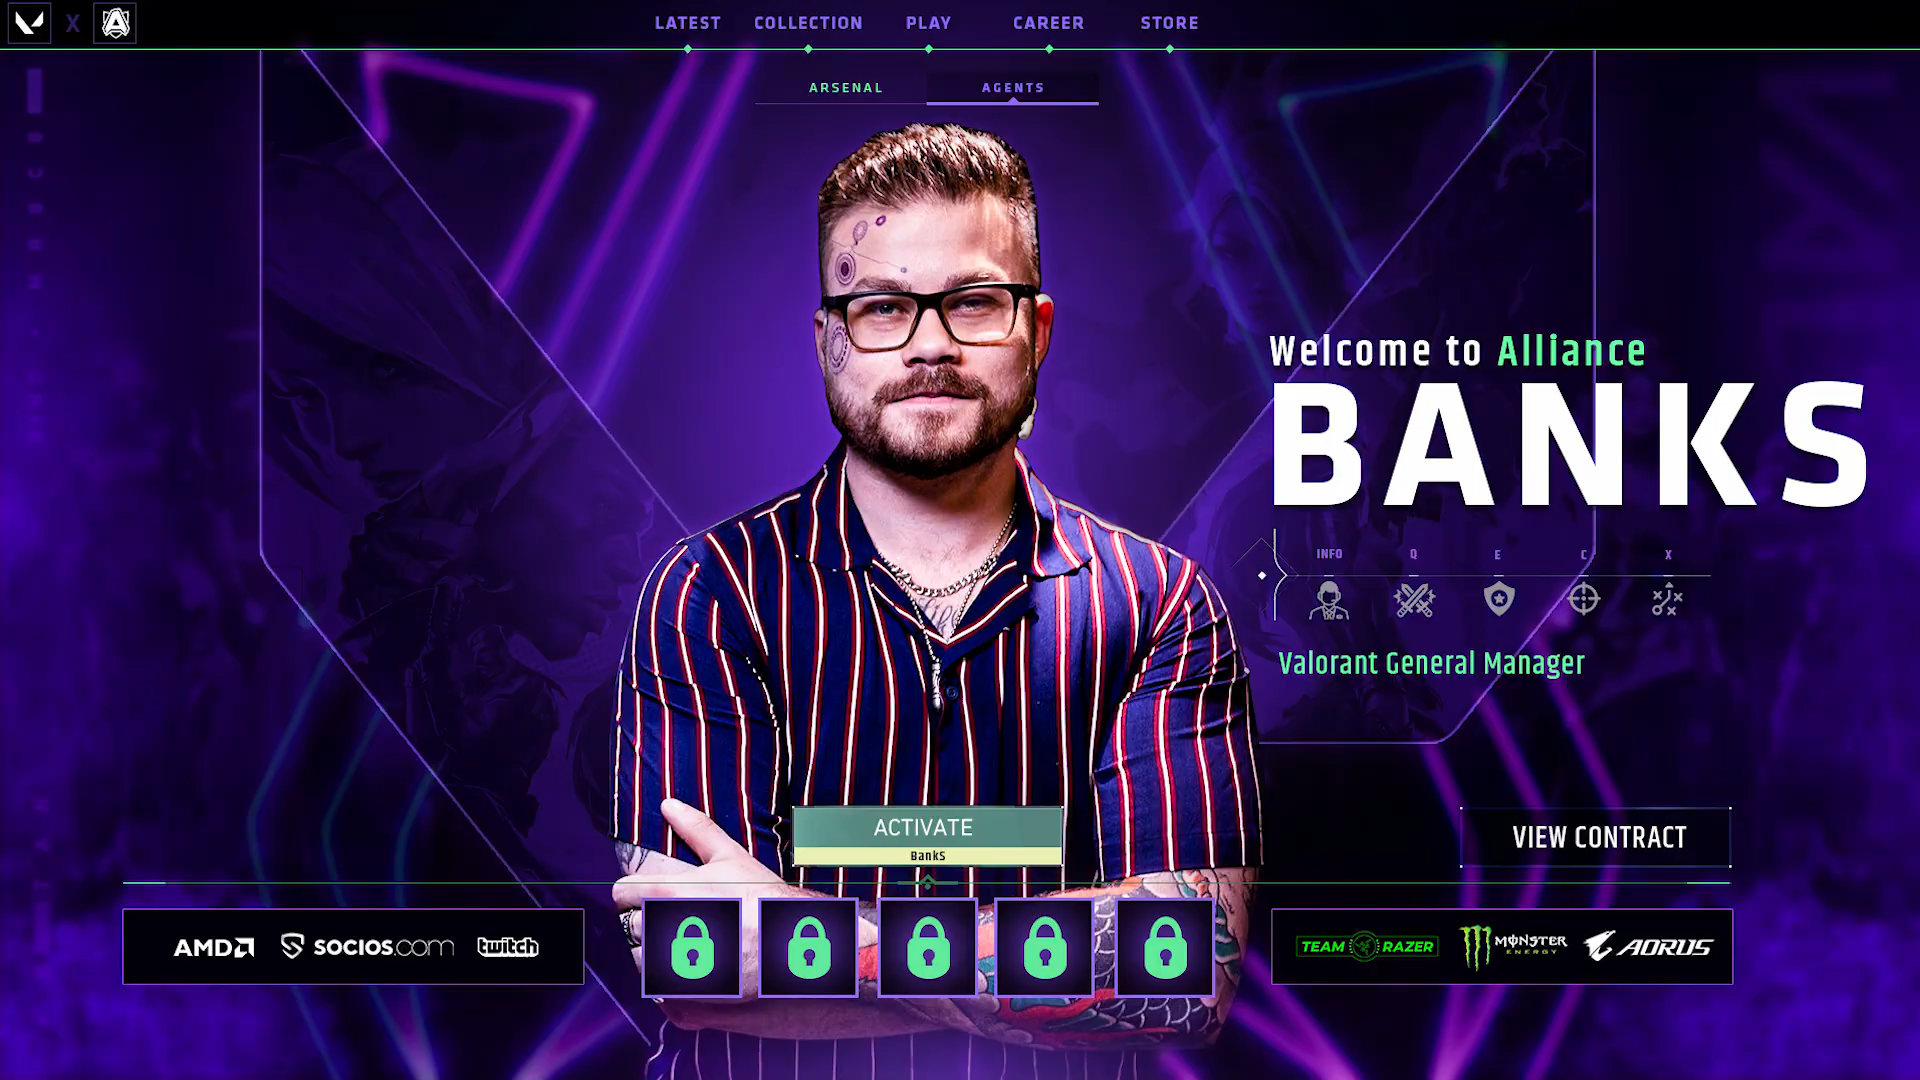 X
LATEST
COLLECTION
PLAY
CAREER
STORE
ARSENAL
AGENTS
Welcome to Alliance
BANKS
INFO
Q
E
C
X
Valorant General Manager
ACTIVATE
BankS
VIEW CONTRACT
AMD
SOCIOS.com
twitch
TEAM RAZER
MONSTER
ENERGY
AORUS